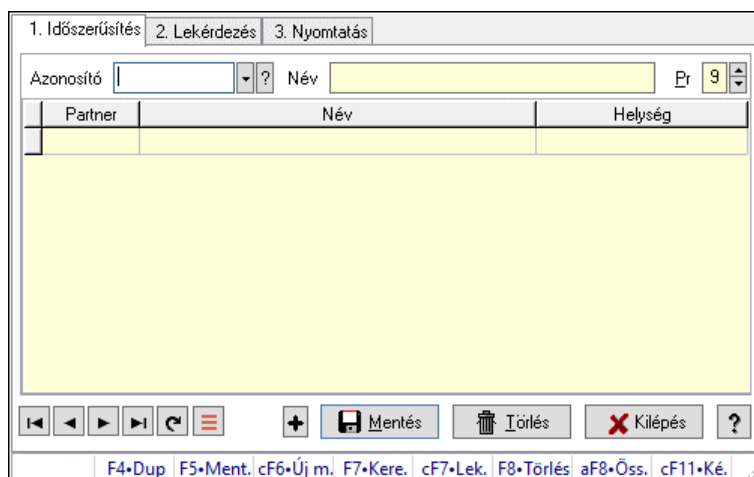 1. Időszerűsítés 2. Lekérdezés 3. Nyomtatás
Azonosító ? Név Pr 9
Partner Név Helység
Mentés Törlés Kilépés ?
F4•Dup F5•Ment. cF6•Új m. F7•Kere. cF7•Lek. F8•Törlés aF8•Öss. cF11•Ké.